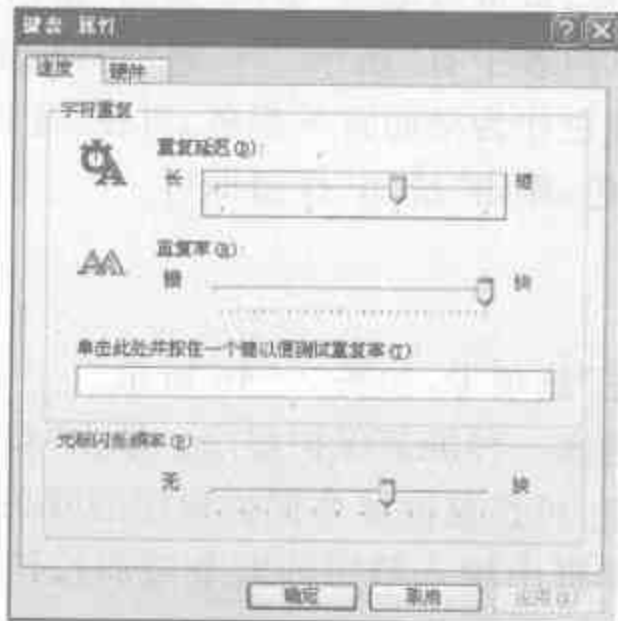 键盘 属性
速度 硬件
字符重复
重复延迟(D):
长 短
重复率(R):
慢 快
单击此处并按住一个键以便测试重复率(T)
光标闪烁频率(B)
无 快
确定 取消 应用(A)